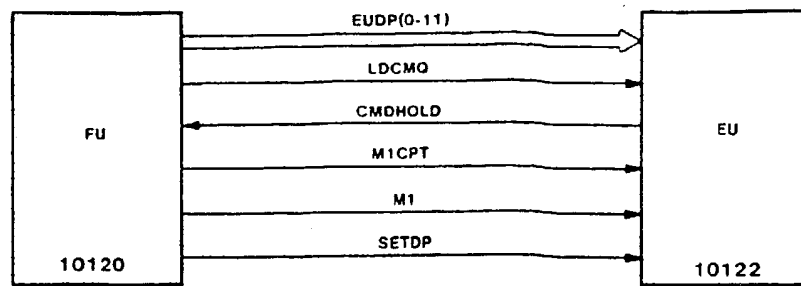 EUDP(0-11)
LDCMQ
CMDHOLD
FU
EU
M1CPT
M1
SETDP
10120
10122